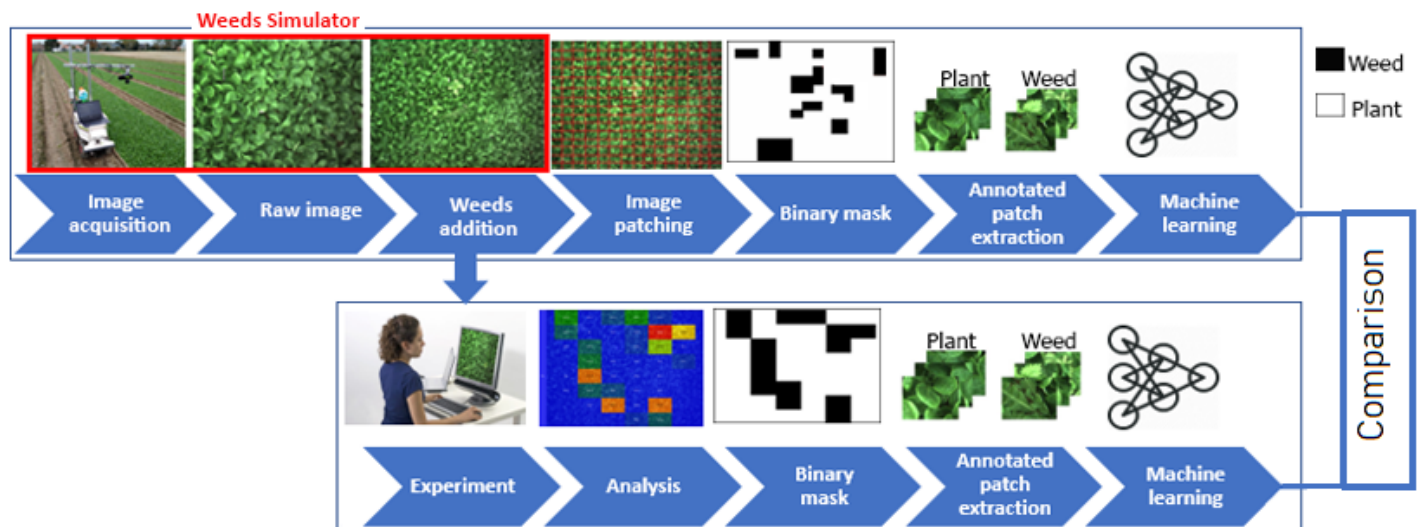 Weeds Simulator
Plant
Weed
Weed
Plant
Image
acquisition
Raw image
Weeds
addition
Image
patching
Binary mask
Annotated
patch
extraction
Machine
learning
Comparison
Plant
Weed
Experiment
Analysis
Binary
mask
Annotated
patch
extraction
Machine
learning